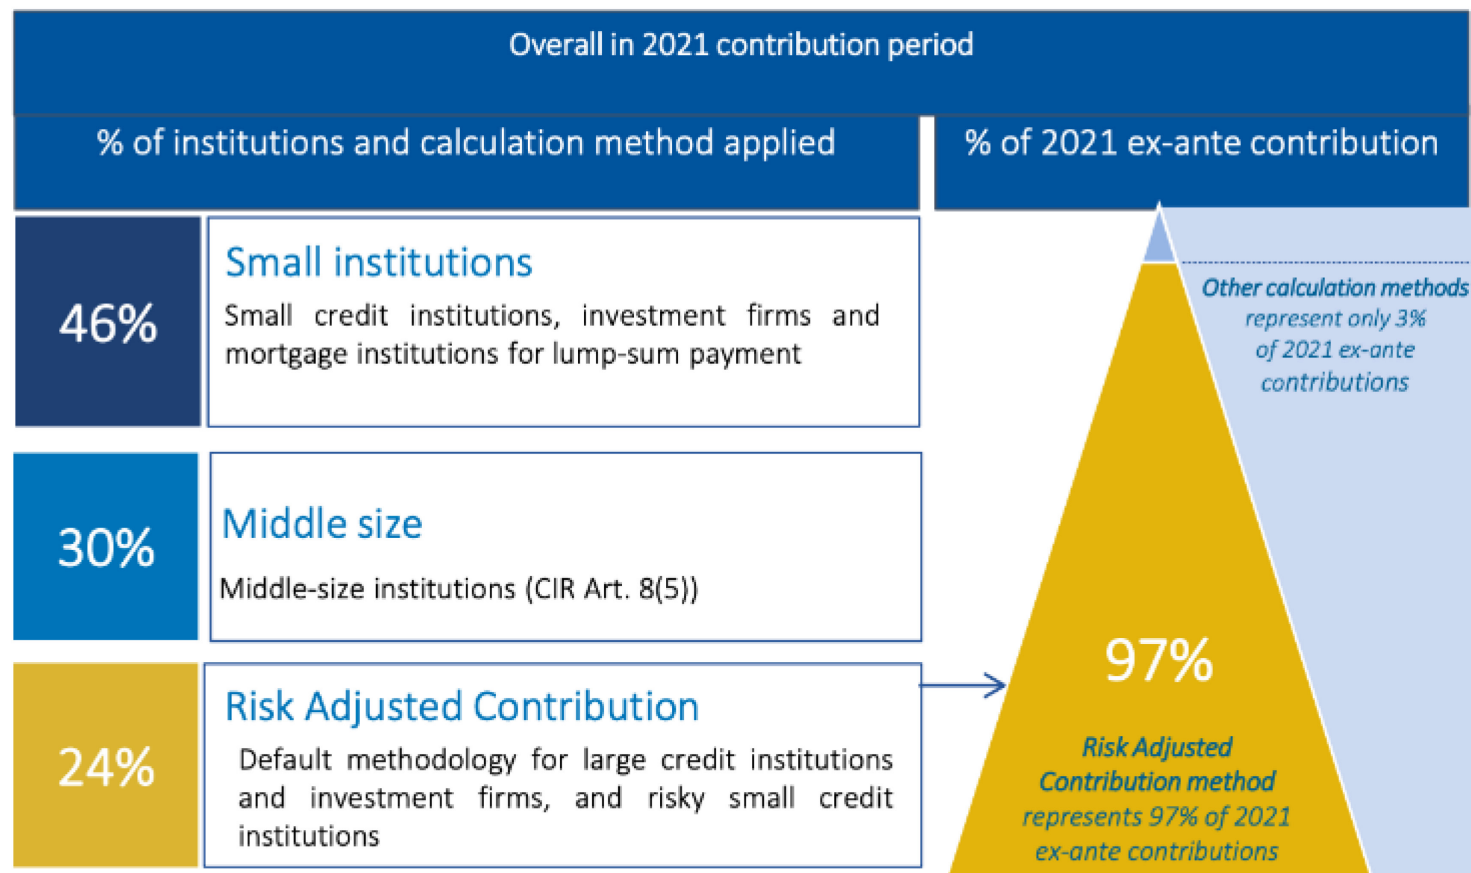 Overall in 2021 contribution period
% of institutions and calculation method applied
% of 2021 ex-ante contribution
46%
Small institutions
Small credit institutions, investment firms and
mortgage institutions for lump-sum payment
30%
Middle size
Middle-size institutions (CIR Art. 8(5))
24%
Risk Adjusted Contribution
Default methodology for large credit institutions
and investment firms, and risky small credit
institutions
Other calculation methods
represent only 3%
of 2021 ex-ante
contributions
97%
Risk Adjusted
Contribution method
represents 97% of 2021
ex-ante contributions